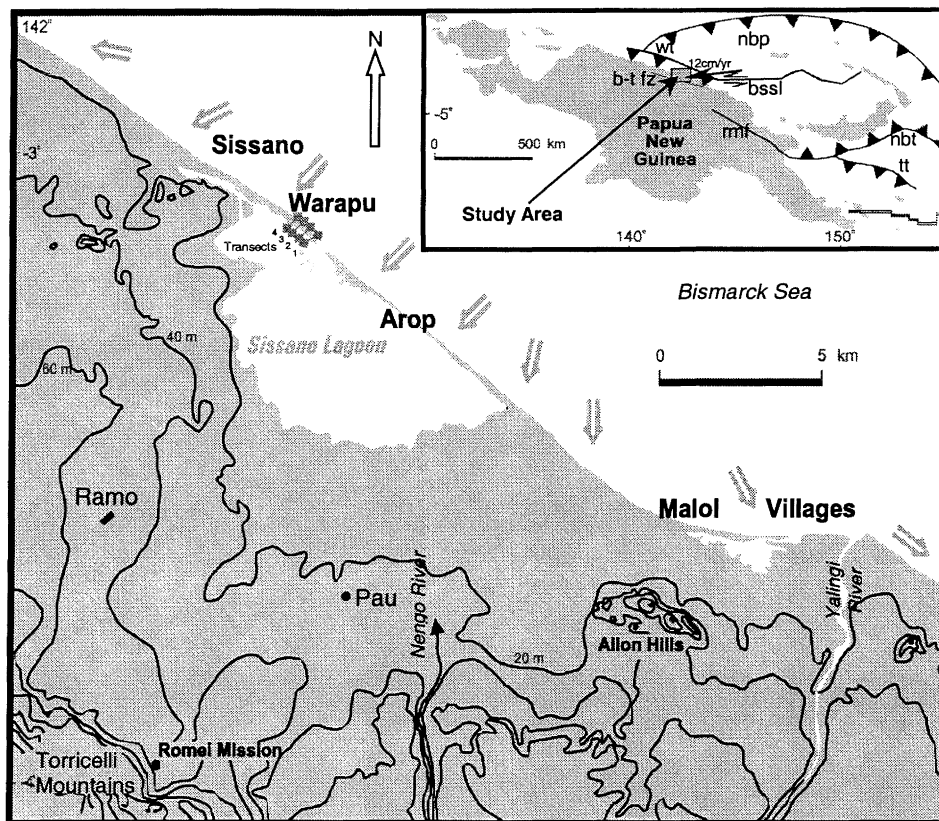 142°
N
wt
nbp
12cm/yr
b-t fz
bssl
-5°
Papua
New
Guinea
rmf
nbt
tt
0 500 km
Study Area
140° 150°
-3°
Sissano
Warapu
Transects 4 3 2 1
Bismarck Sea
Arop
Sissano Lagoon
0 5 km
40 m
60 m
Ramo
Malol Villages
Pau
Nengo River
Yalingi
River
Ailon Hills
20 m
Romei Mission
Torricelli
Mountains